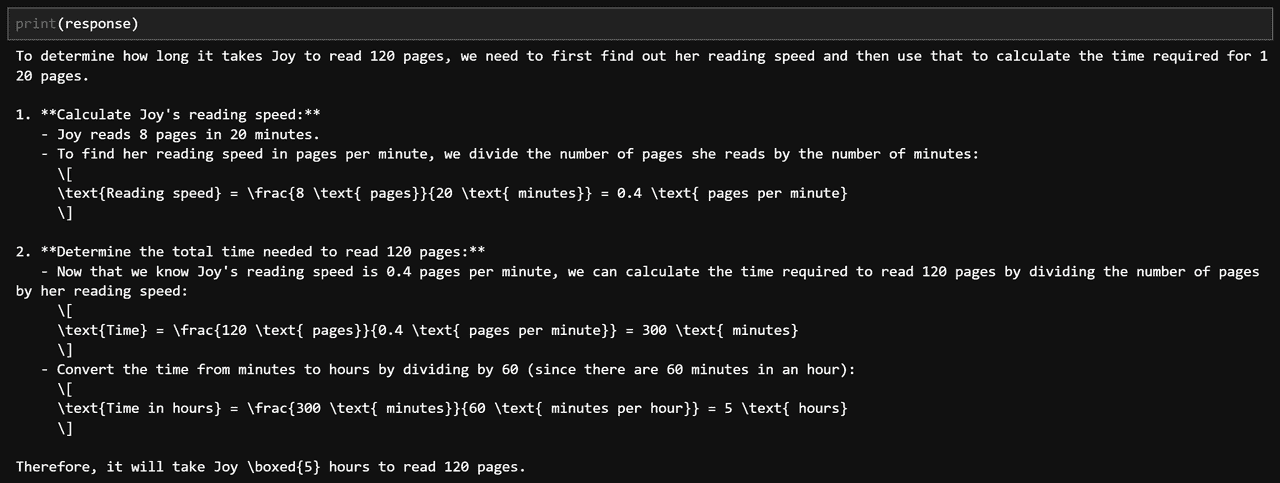 print(response)
To determine how long it takes Joy to read 120 pages, we need to first find out her reading speed and then use that to calculate the time required for 1
20 pages.
1. **Calculate Joy's reading speed:**
- Joy reads 8 pages in 20 minutes.
- To find her reading speed in pages per minute, we divide the number of pages she reads by the number of minutes:
\[
\text{Reading speed} = \frac{8 \text{ pages}}{20 \text{ minutes}} = 0.4 \text{ pages per minute}
\]
2. **Determine the total time needed to read 120 pages:**
- Now that we know Joy's reading speed is 0.4 pages per minute, we can calculate the time required to read 120 pages by dividing the number of pages
by her reading speed:
\[
\text{Time} = \frac{120 \text{ pages}}{0.4 \text{ pages per minute}} = 300 \text{ minutes}
\]
- Convert the time from minutes to hours by dividing by 60 (since there are 60 minutes in an hour):
\[
\text{Time in hours} = \frac{300 \text{ minutes}}{60 \text{ minutes per hour}} = 5 \text{ hours}
\]
Therefore, it will take Joy \boxed{5} hours to read 120 pages.